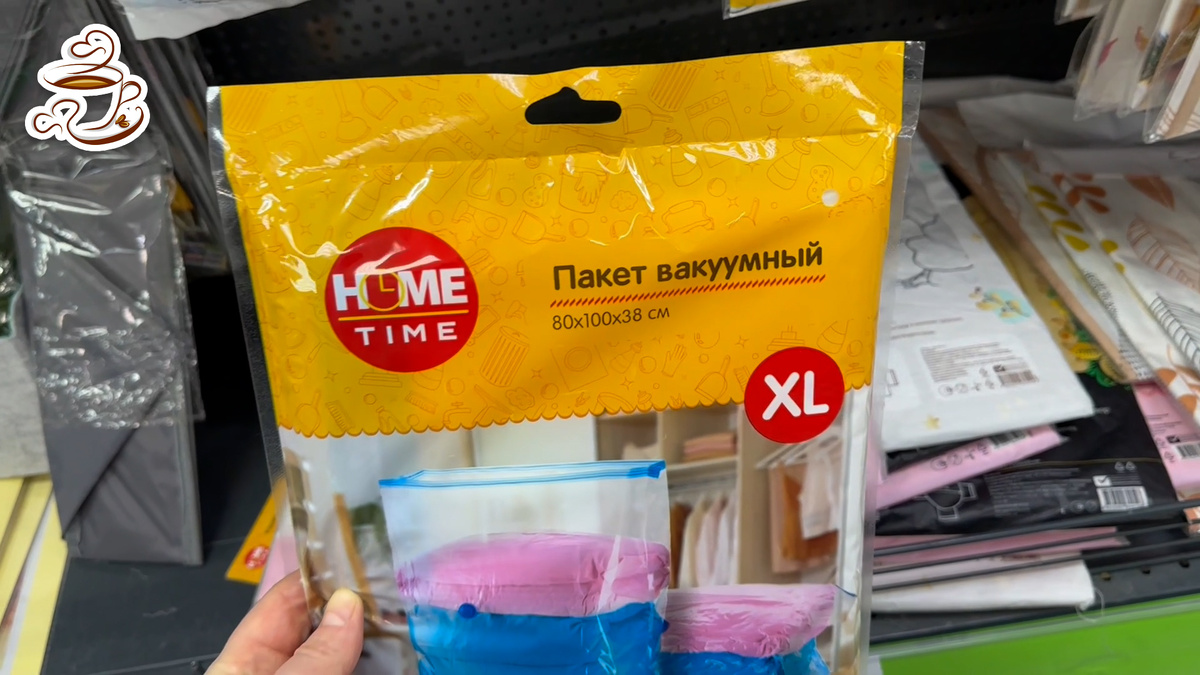 HOME
TIME
Пакет вакуумный
80x100x38 см
XL